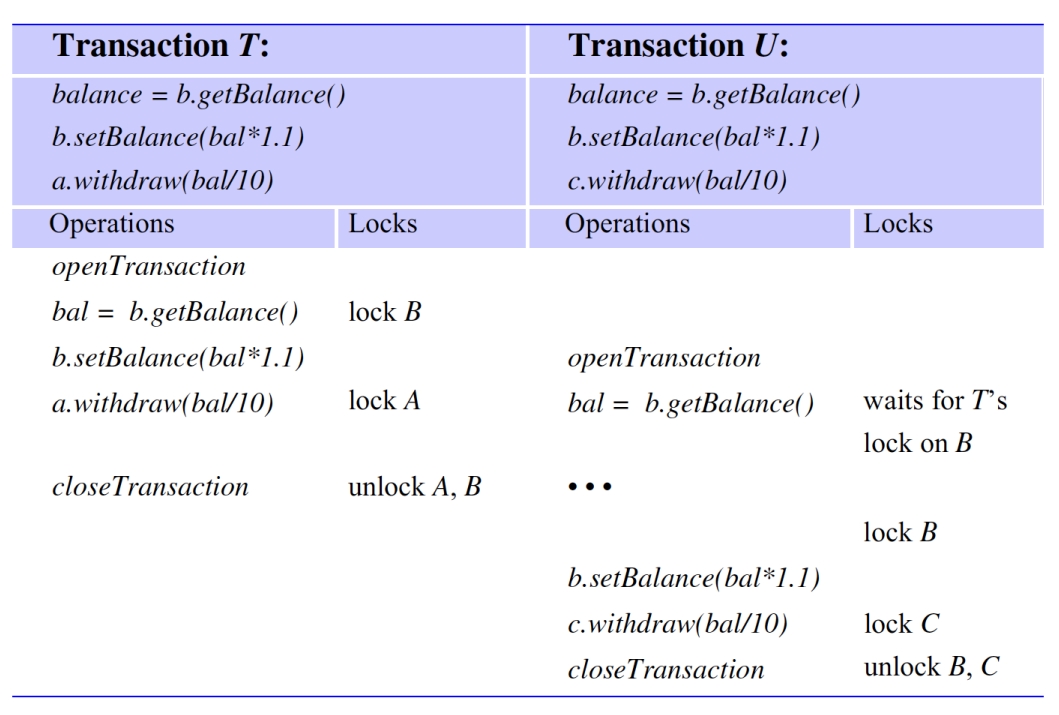 Transaction T: Transaction U:
balance = b.getBalance() balance = b.getBalance()
b.setBalance(bal*1.1) b.setBalance(bal*1.1)
a.withdraw(bal/10) c.withdraw(bal/10)
Operations Locks Operations Locks
openTransaction
bal = b.getBalance() lock B
b.setBalance(bal*1.1) openTransaction
a.withdraw(bal/10) lock A bal = b.getBalance() waits for T's
lock on B
closeTransaction unlock A, B •••
lock B
b.setBalance(bal*1.1)
c.withdraw(bal/10) lock C
closeTransaction unlock B, C